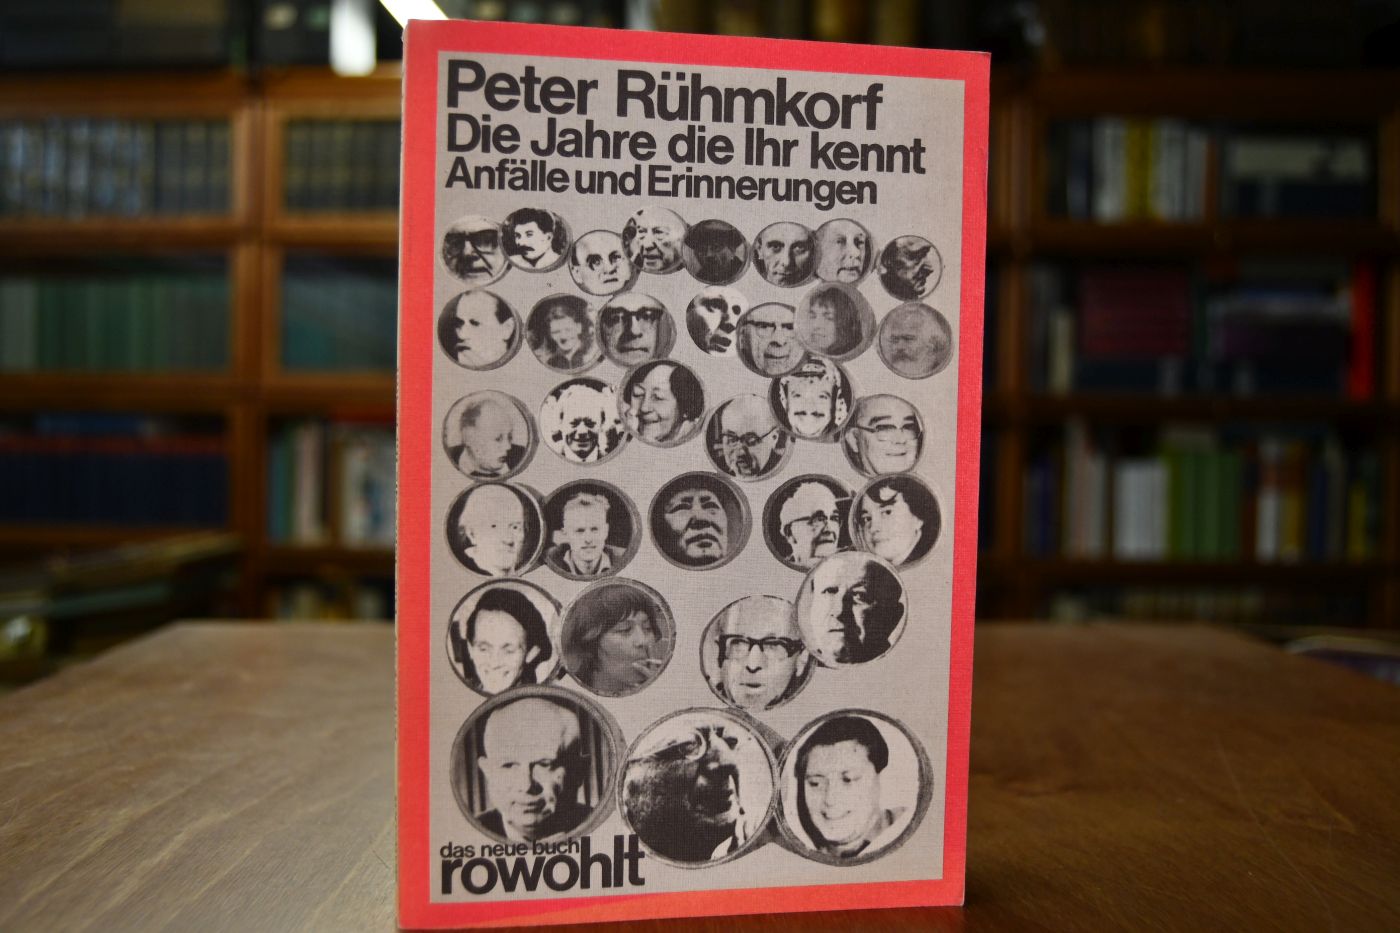 Peter Rühmkorf
Die Jahre die Ihr kennt
Anfälle und Erinnerungen
das neue buch
rowohlt